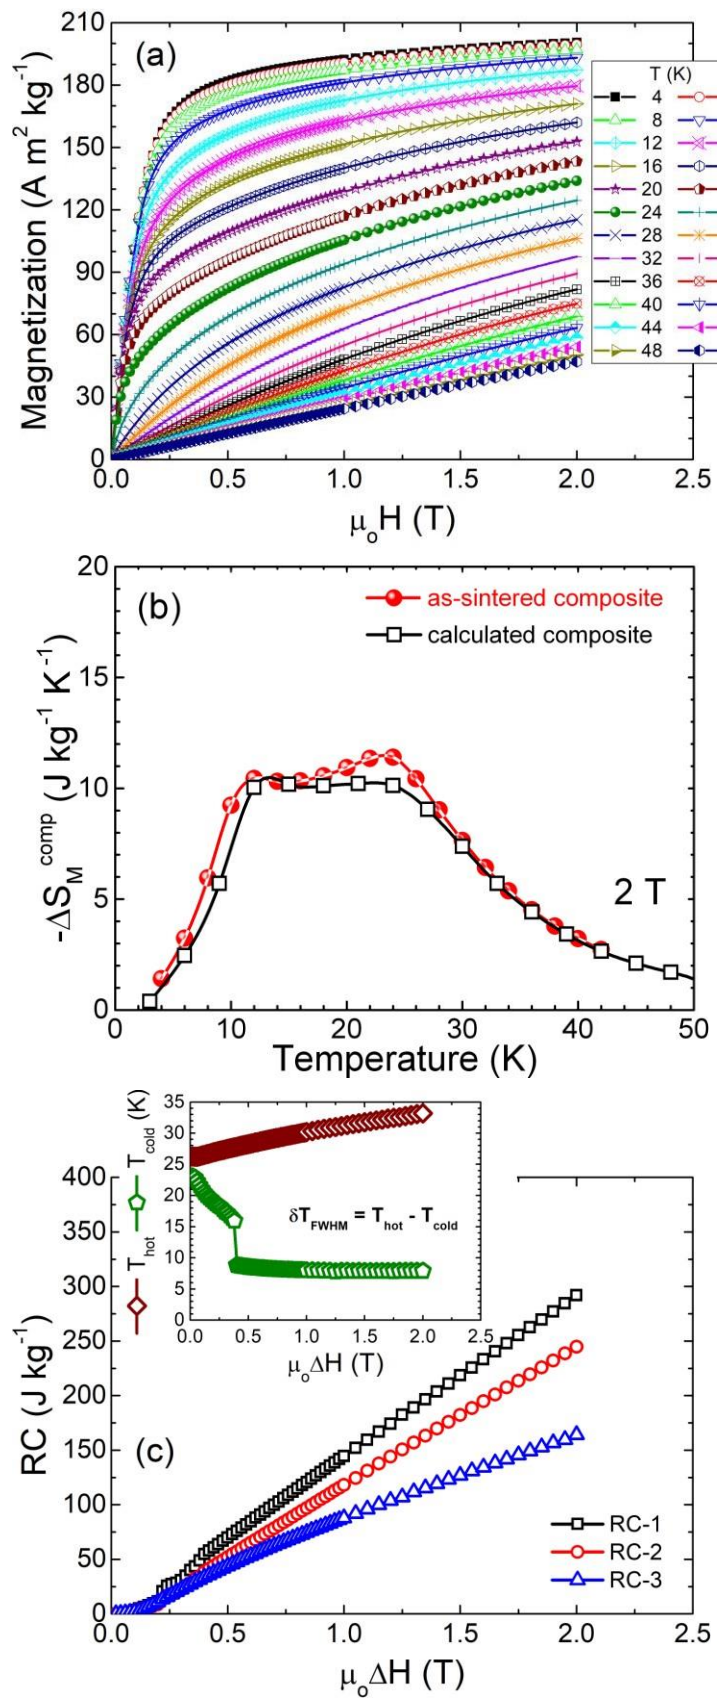 (a)
210
180
150
120
90
60
30
0
Magnetization (A m² kg⁻¹)
T (K)
4
8
12
16
20
24
28
32
36
40
44
48
0.0 0.5 1.0 1.5 2.0 2.5
μₒH (T)
20
15
10
5
0
(b)
as-sintered composite
calculated composite
-ΔS_M^comp (J kg⁻¹ K⁻¹)
2 T
0 10 20 30 40 50
Temperature (K)
35
30
25
20
15
10
5
0
T_hot T_cold (K)
δT_FWHM = T_hot - T_cold
0.0 0.5 1.0 1.5 2.0 2.5
μₒΔH (T)
400
350
300
250
200
150
100
50
0
RC (J kg⁻¹)
(c)
RC-1
RC-2
RC-3
0.0 0.5 1.0 1.5 2.0 2.5
μₒΔH (T)